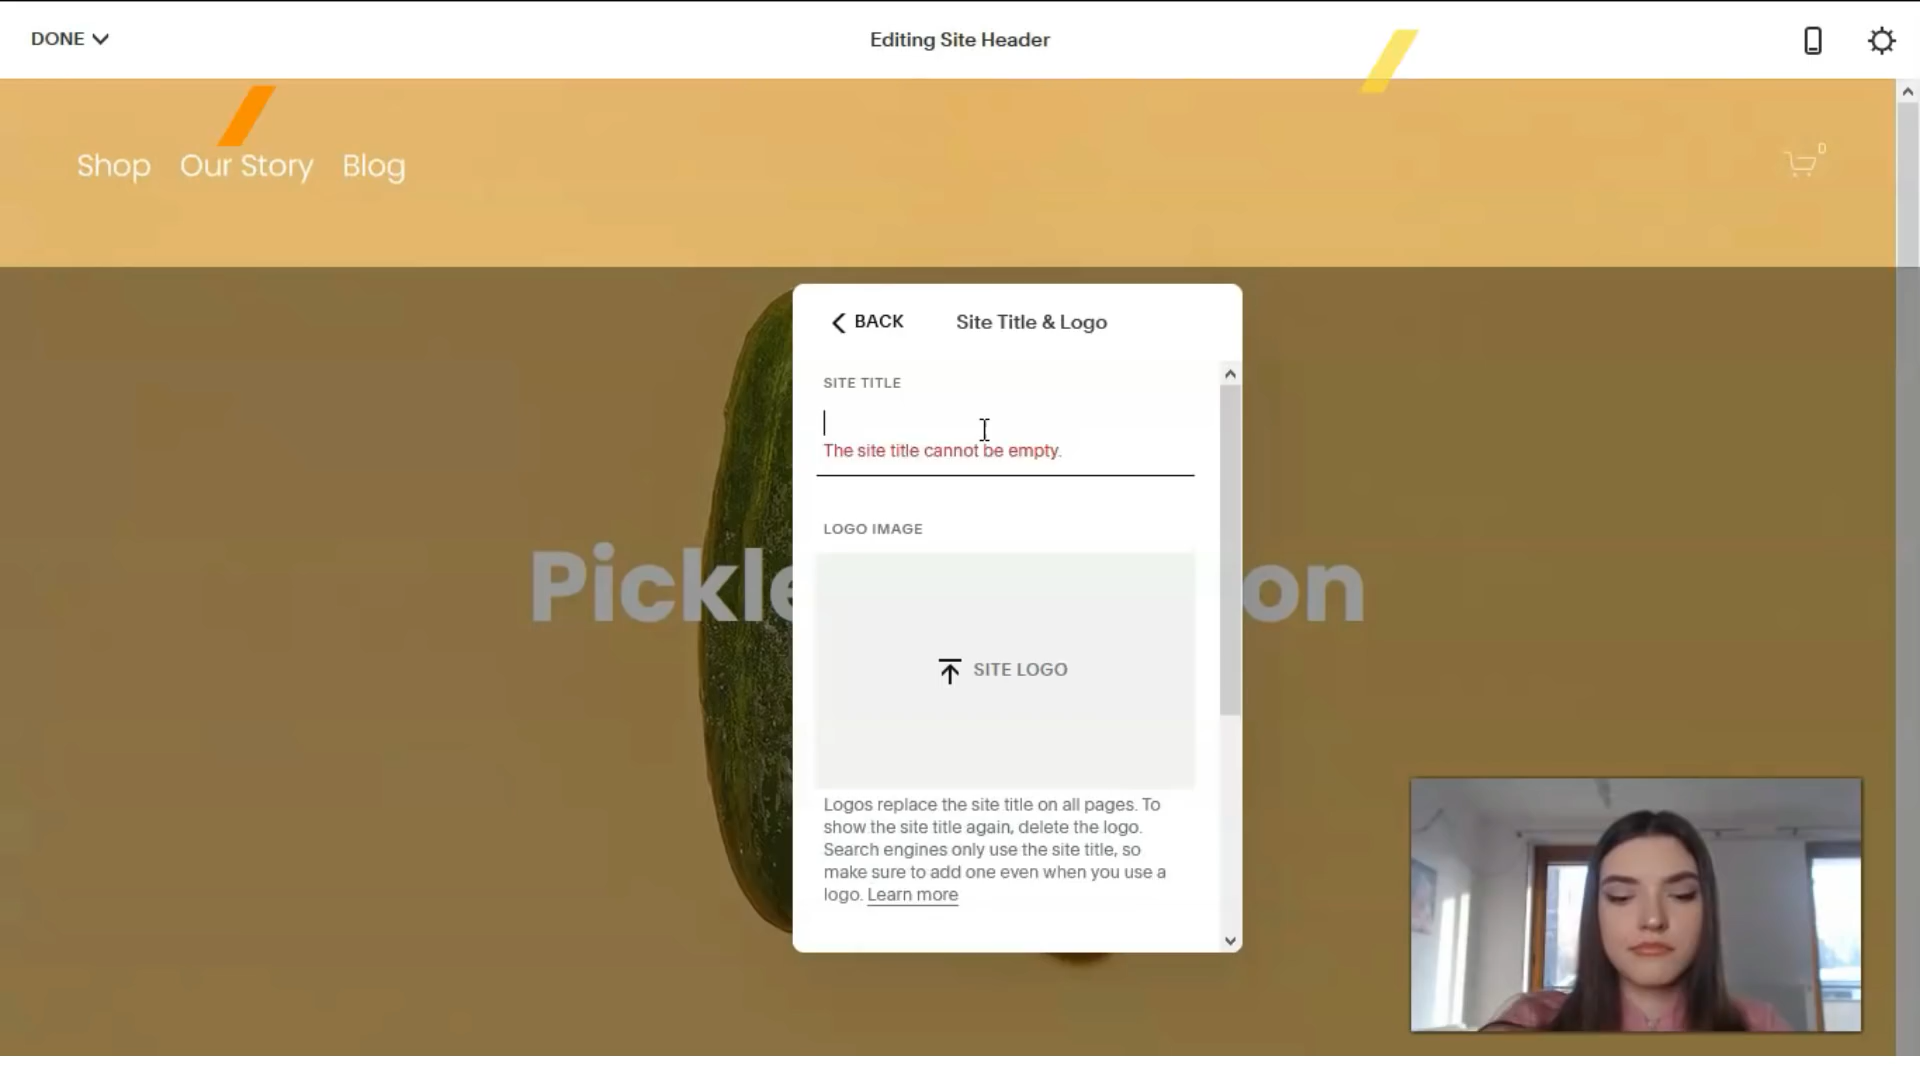 DONE
Editing Site Header
Shop Our Story Blog
0
BACK
Site Title & Logo
SITE TITLE
The site title cannot be empty.
LOGO IMAGE
Pickle
on
SITE LOGO
Logos replace the site title on all pages. To
show the site title again, delete the logo.
Search engines only use the site title, so
make sure to add one even when you use a
logo. Learn more